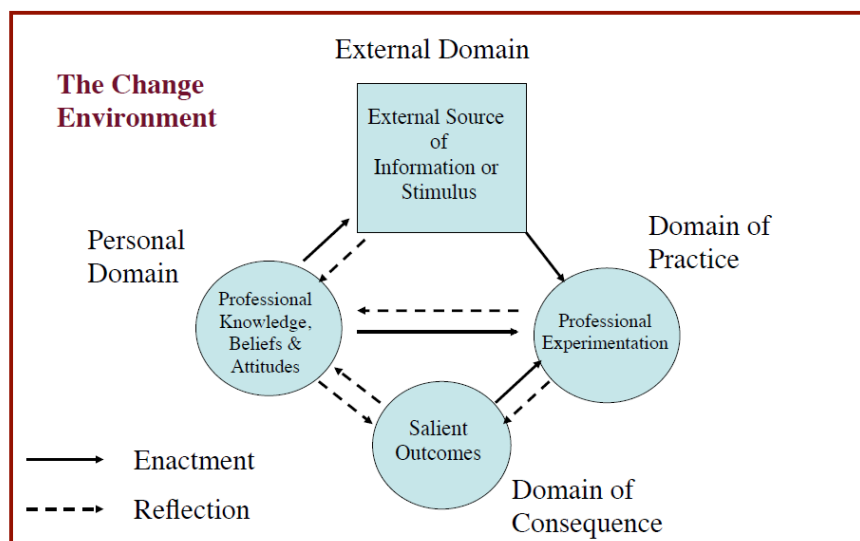 External Domain
The Change
Environment
External Source
of
Information or
Stimulus
Personal
Domain
Domain of
Practice
Professional
Knowledge,
Beliefs &
Attitudes
Professional
Experimentation
Salient
Outcomes
Enactment
Reflection
Domain of
Consequence